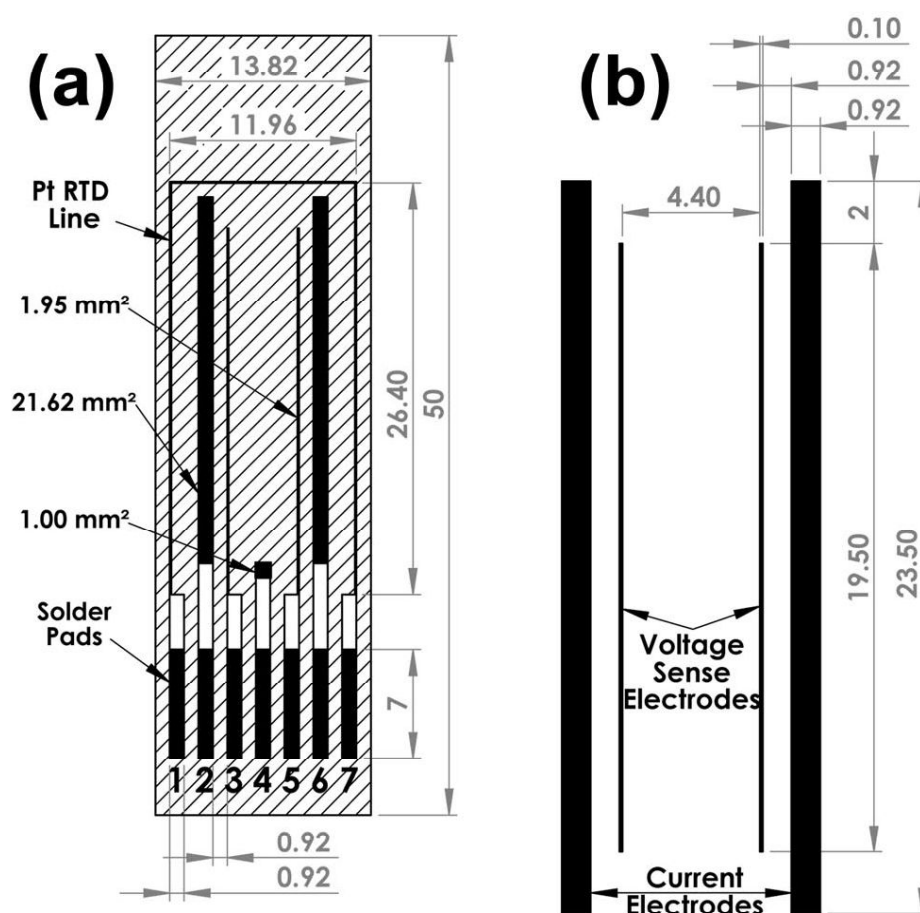 (a)
13.82
11.96
Pt RTD
Line
1.95 mm²
21.62 mm²
1.00 mm²
Solder
Pads
26.40
50
7
1 2 3 4 5 6 7
0.92
0.92
(b)
0.10
0.92
0.92
4.40
2
19.50
23.50
Voltage
Sense
Electrodes
Current
Electrodes